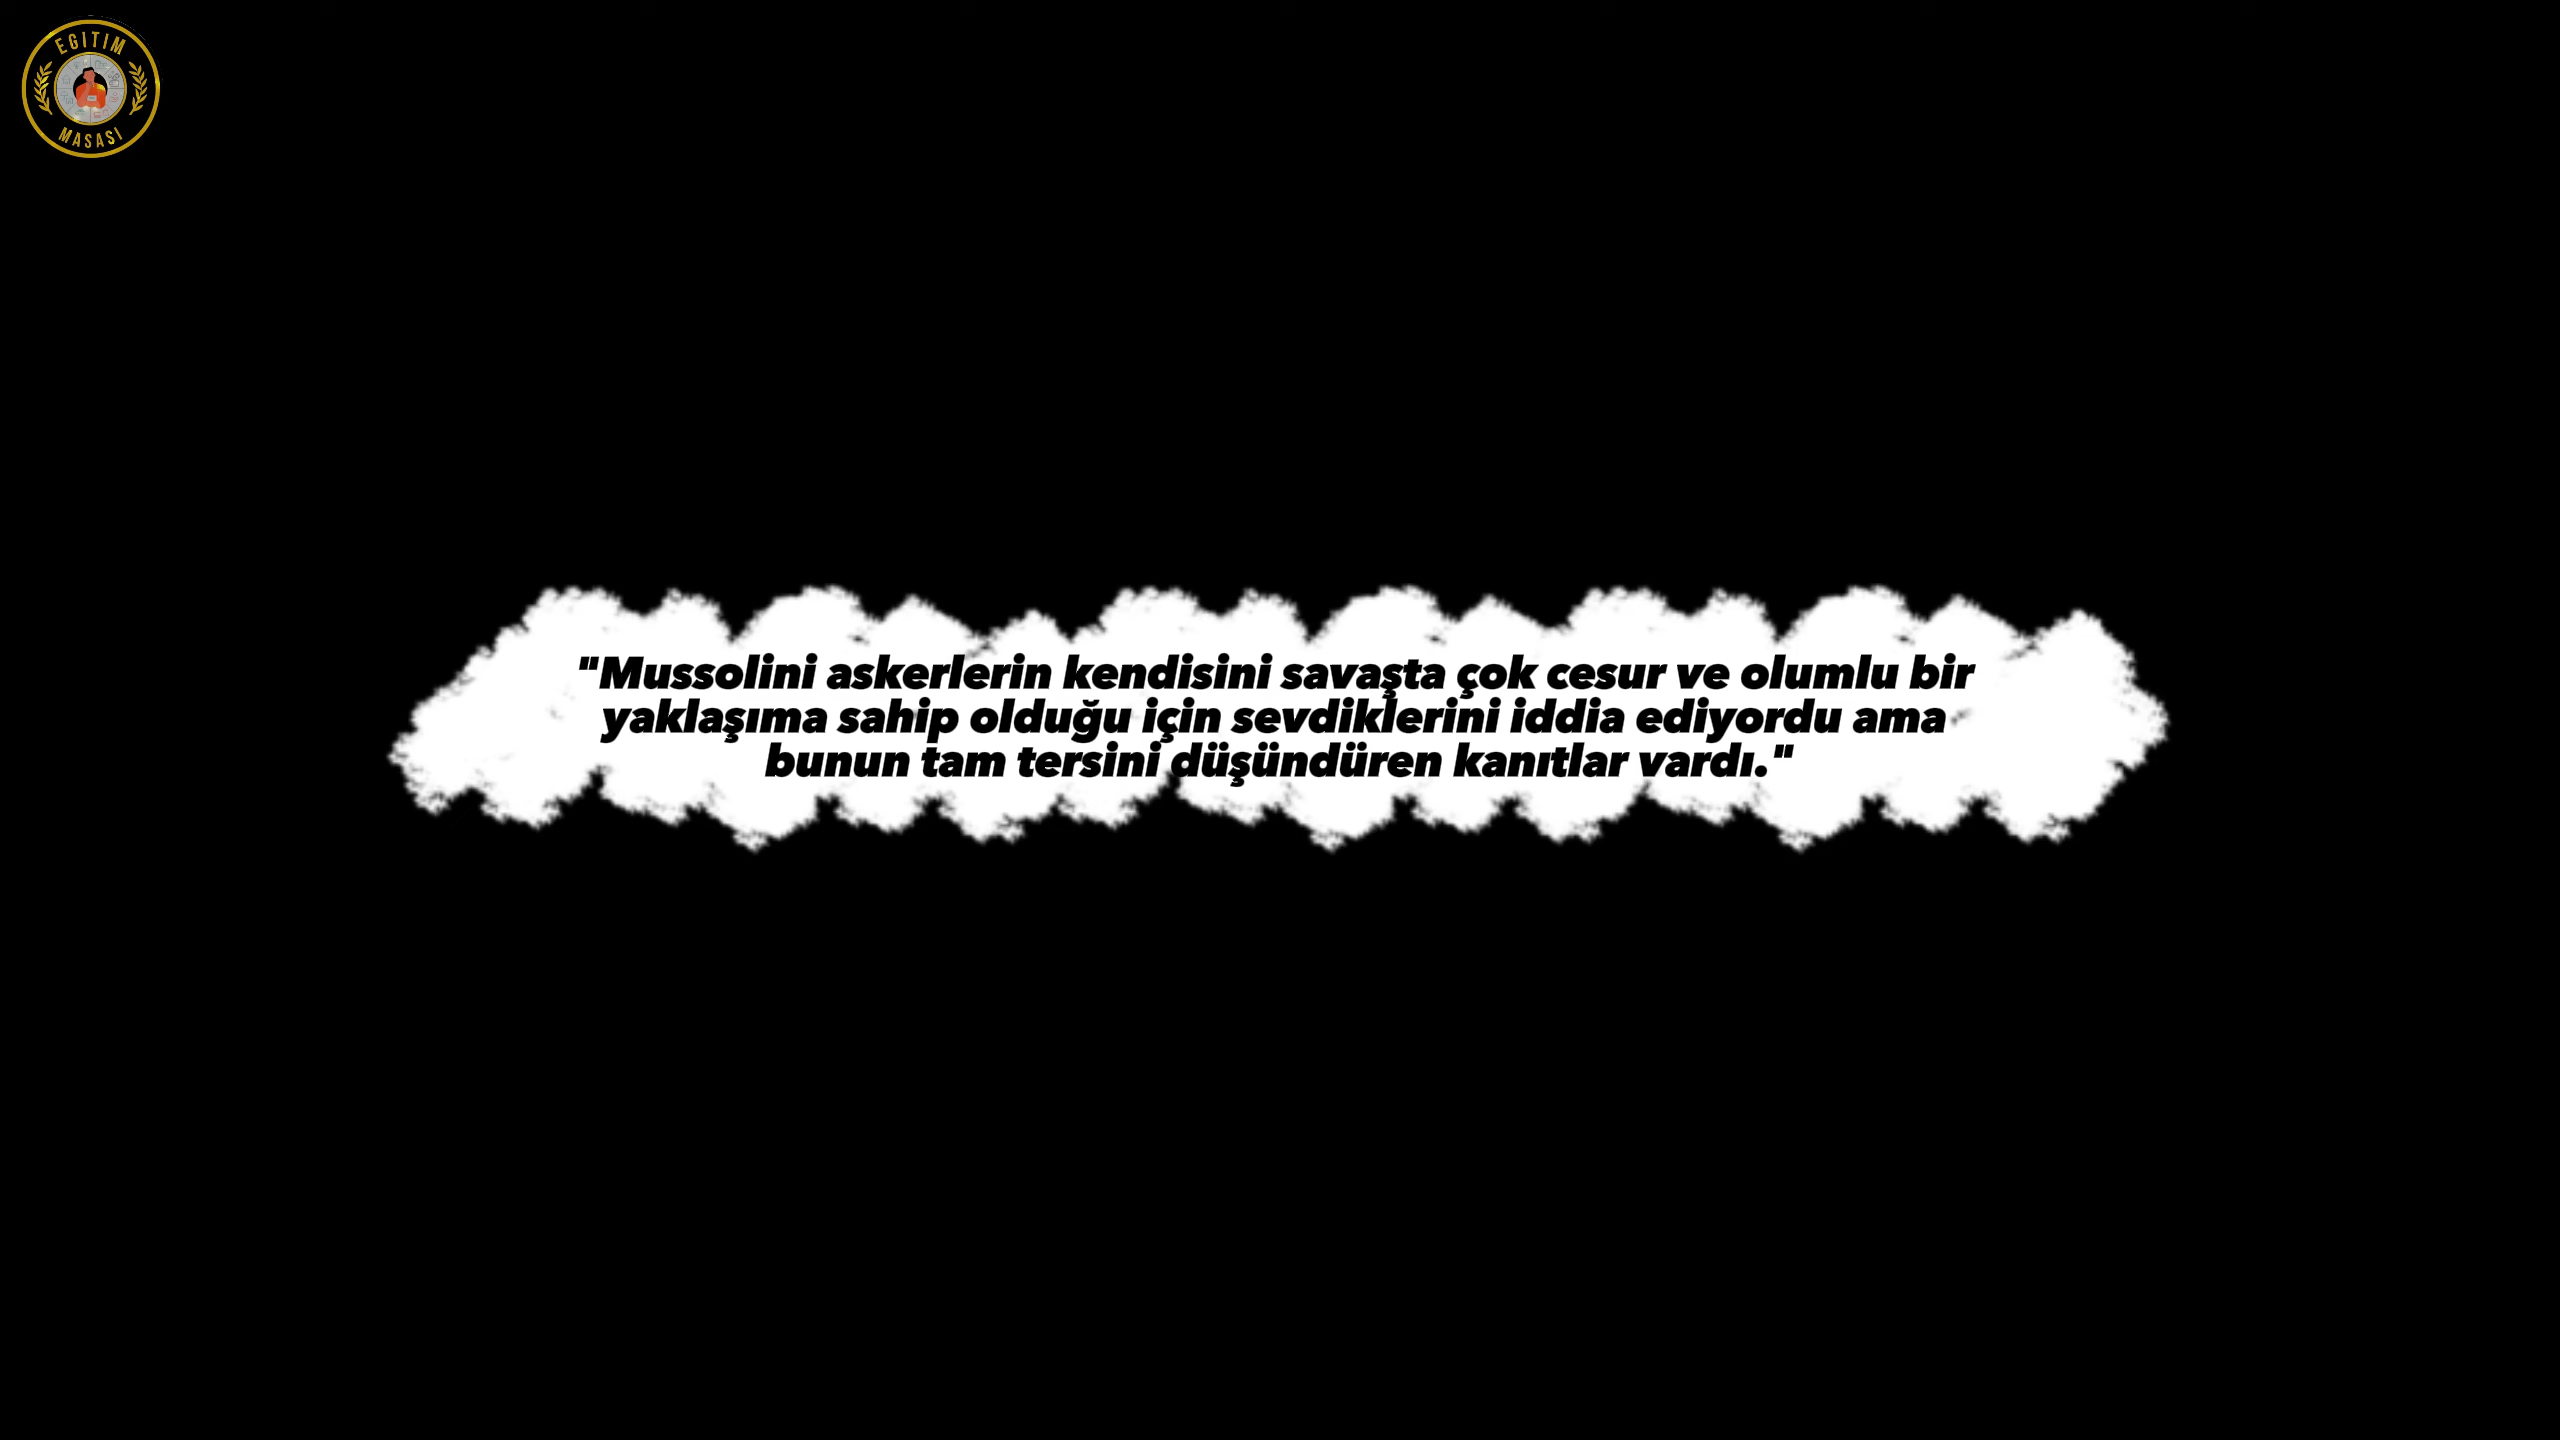 EGITIM
MASASI
"Mussolini askerlerin kendisini savaşta çok cesur ve olumlu bir
yaklaşıma sahip olduğu için sevdiklerini iddia ediyordu ama
bunun tam tersini düşündüren kanıtlar vardı."